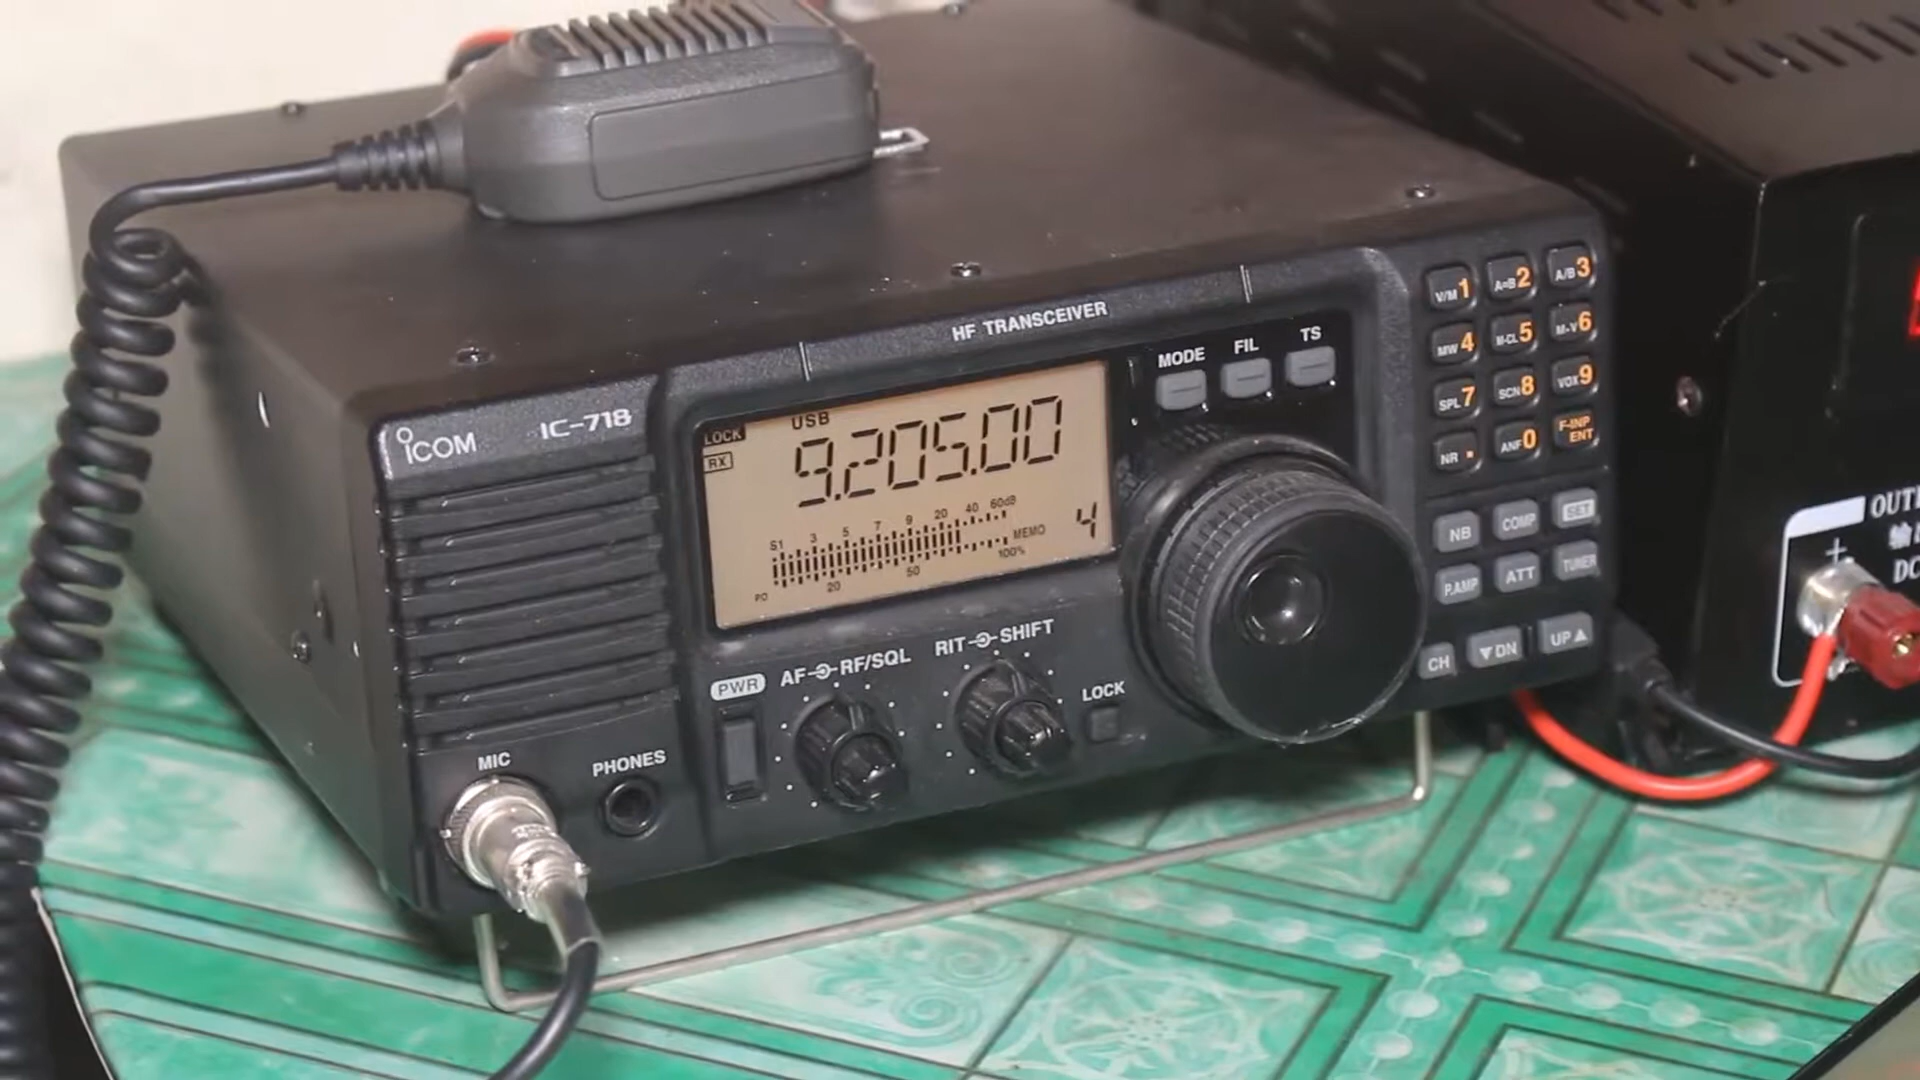 ICOM
IC-718
HF TRANSCEIVER
MODE
FIL
TS
LOCK
USB
RX
9.205.00
S1 3 5 7 9 20 40 60dB
PO 20 50 100%
MEMO
4
V/M 1
A=B 2
A/B 3
MW 4
M-CL 5
M-V 6
SPL 7
SCN 8
VOX 9
NR .
ANF 0
F-INP
ENT
NB
COMP
SET
P.AMP
ATT
TUNER
CH
▼DN
UP▲
PWR
AF RF/SQL
RIT SHIFT
LOCK
MIC
PHONES
+
DC